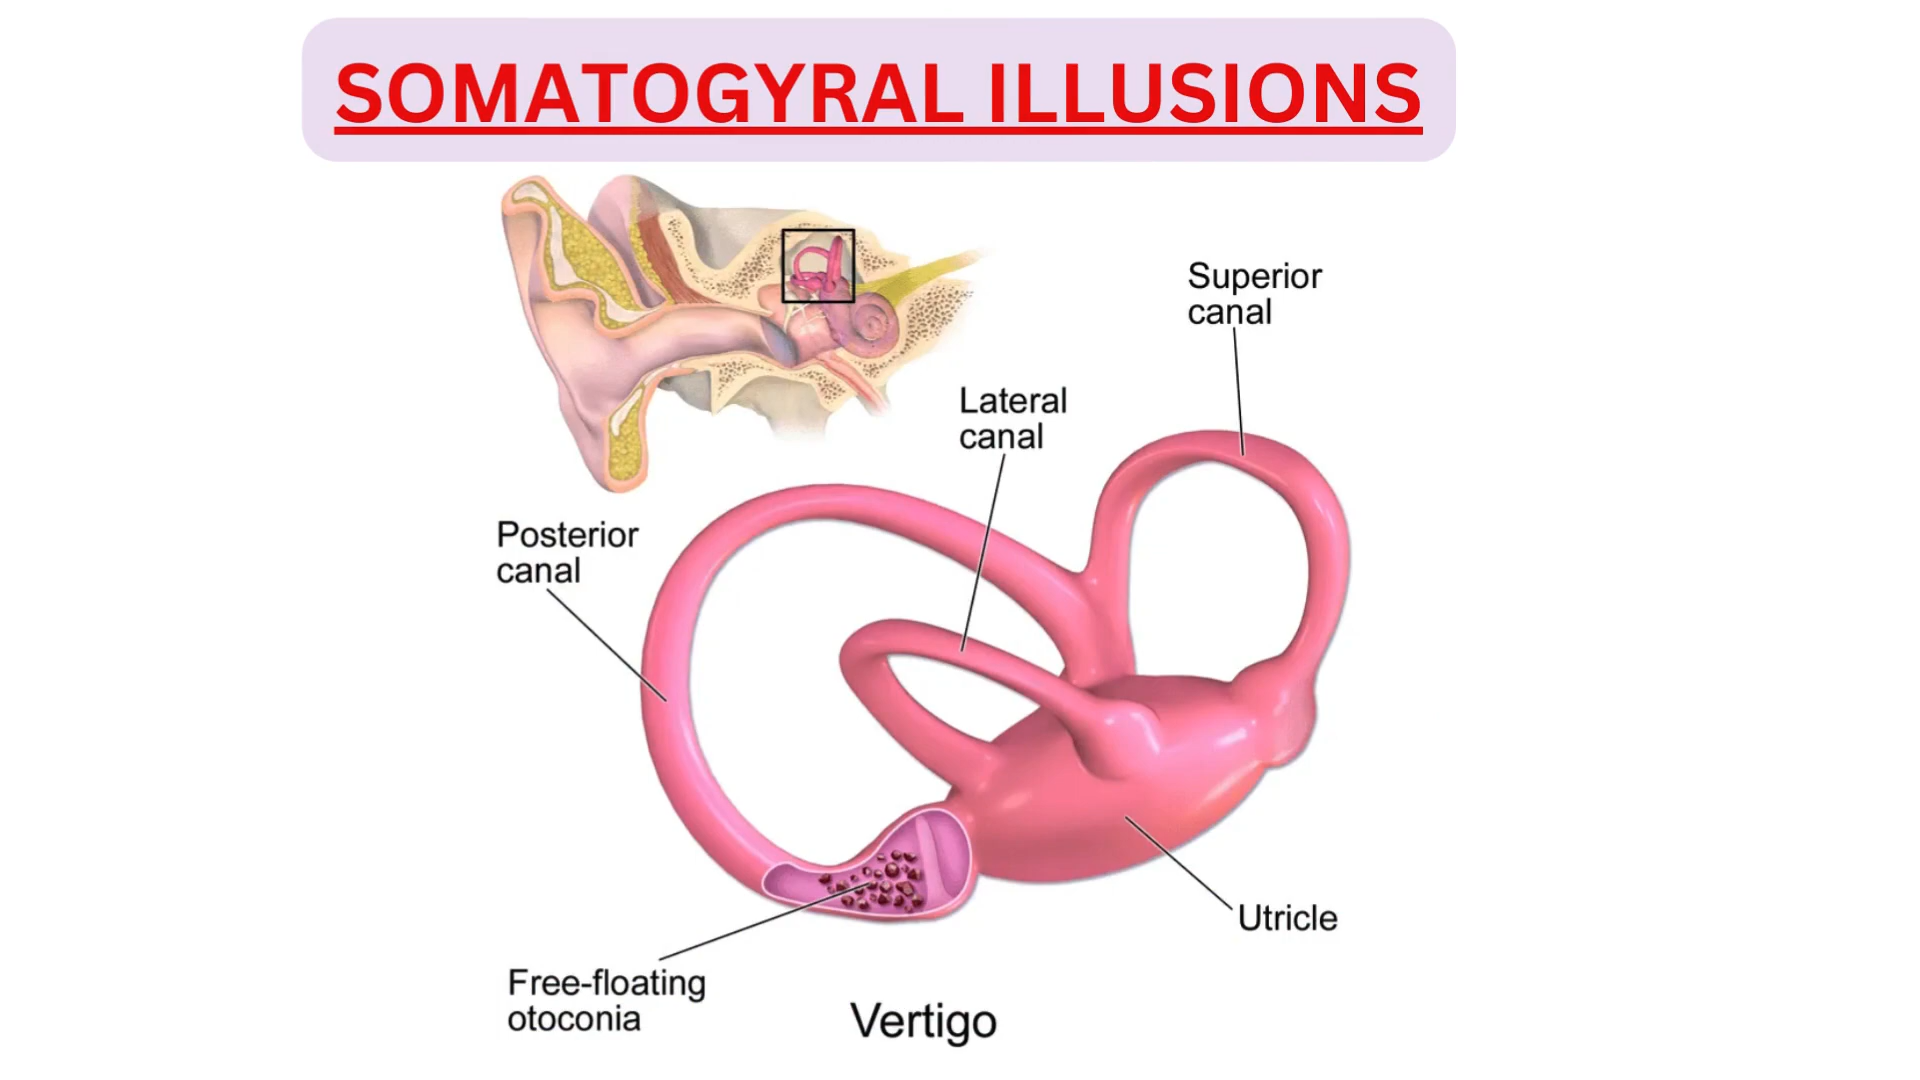 SOMATOGYRAL ILLUSIONS
Superior
canal
Lateral
canal
Posterior
canal
Utricle
Free-floating
otoconia
Vertigo